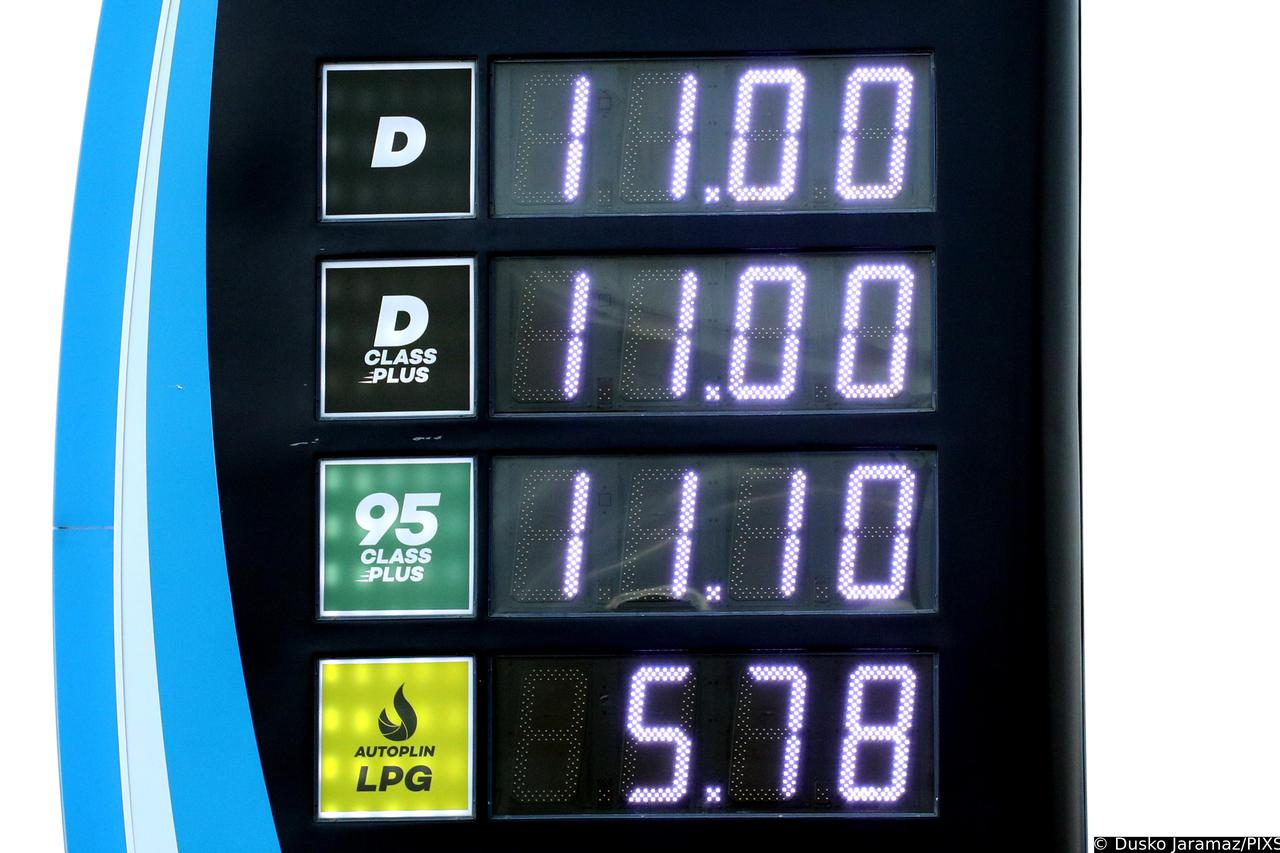 D
11.00
D
CLASS
PLUS
11.00
95
CLASS
PLUS
11.10
AUTOPLIN
LPG
5.78
© Dusko Jaramaz/PIXS